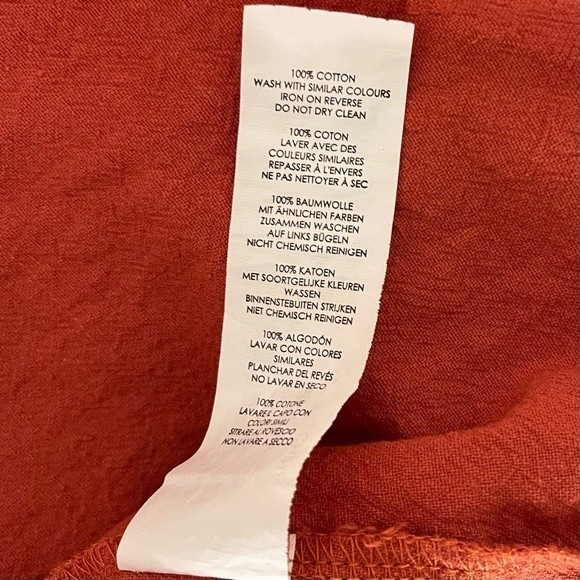 100% COTTON
WASH WITH SIMILAR COLOURS
IRON ON REVERSE
DO NOT DRY CLEAN
100% COTON
LAVER AVEC DES
COULEURS SIMILAIRES
REPASSER À L'ENVERS
NE PAS NETTOYER À SEC
100% BAUMWOLLE
MIT ÄHNLICHEN FARBEN
ZUSAMMEN WASCHEN
AUF LINKS BÜGELN
NICHT CHEMISCH REINIGEN
100% KATOEN
MET SOORTGELIJKE KLEUREN
WASSEN
BINNENSTEBUITEN STRIJKEN
NIET CHEMISCH REINIGEN
100% ALGODÓN
LAVAR CON COLORES
SIMILARES
PLANCHAR DEL REVÉS
NO LAVAR EN SECO
100% COTONE
LAVARE IL CAPO CON
COLORI SIMILI
STIRARE AL ROVESCIO
NON LAVARE A SECCO